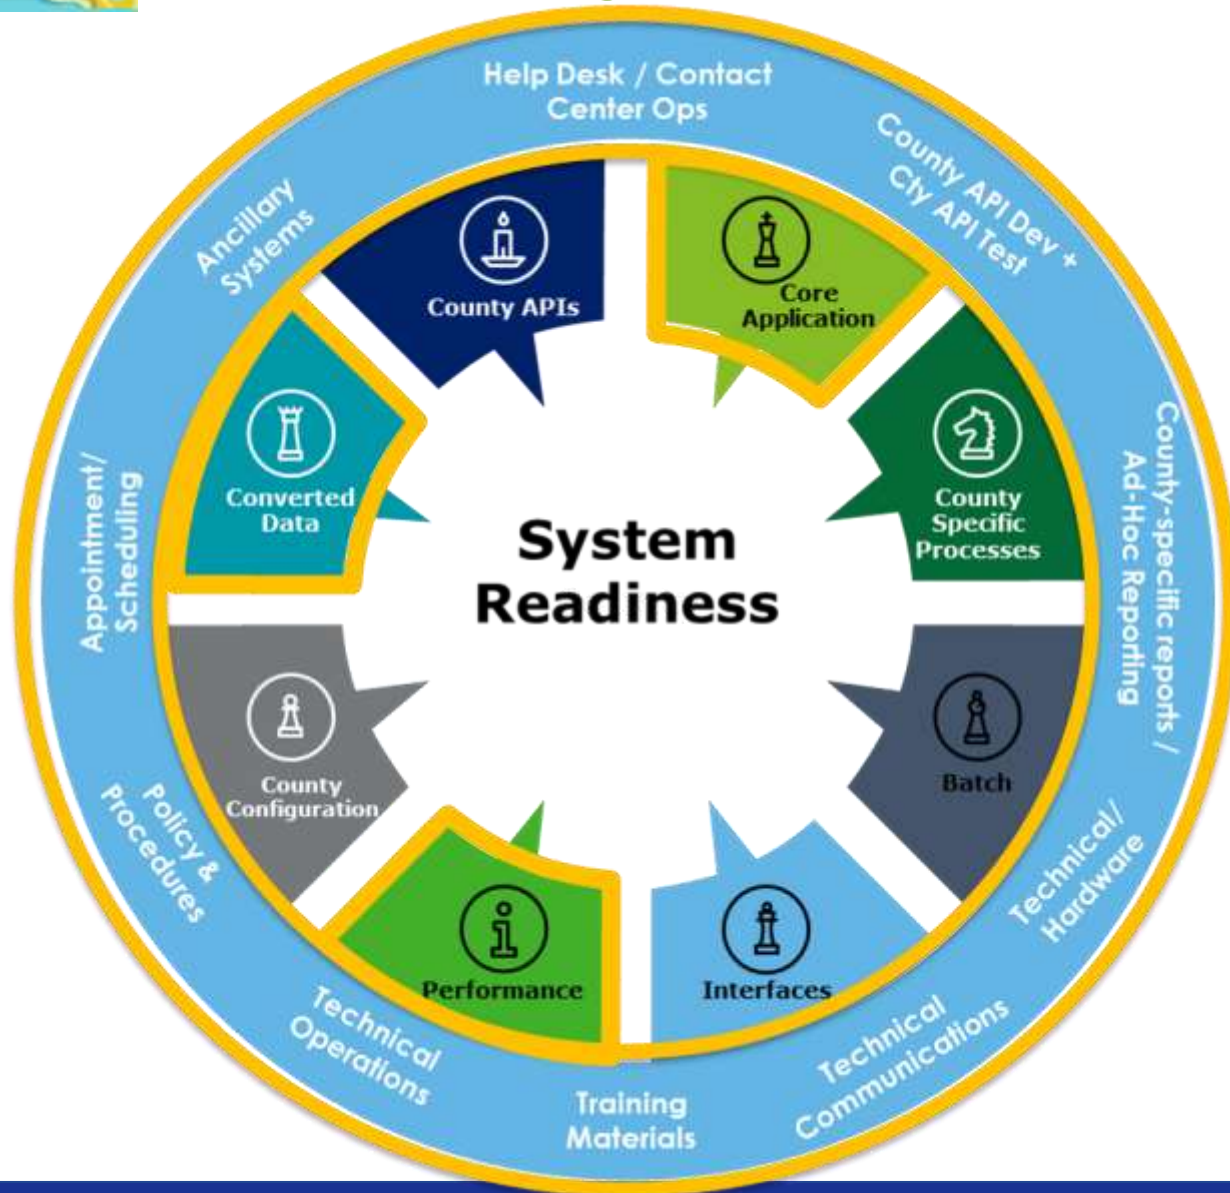 Help Desk / Contact
Center Ops
County API Dev +
Cty API Test
County-specific reports /
Ad-Hoc Reporting
Technical/
Hardware
Technical
Communications
Training
Materials
Technical
Operations
Policy &
Procedures
Appointment/
Scheduling
Ancillary
Systems
County APIs
Core
Application
County
Specific
Processes
Batch
Interfaces
Performance
County
Configuration
Converted
Data
System
Readiness